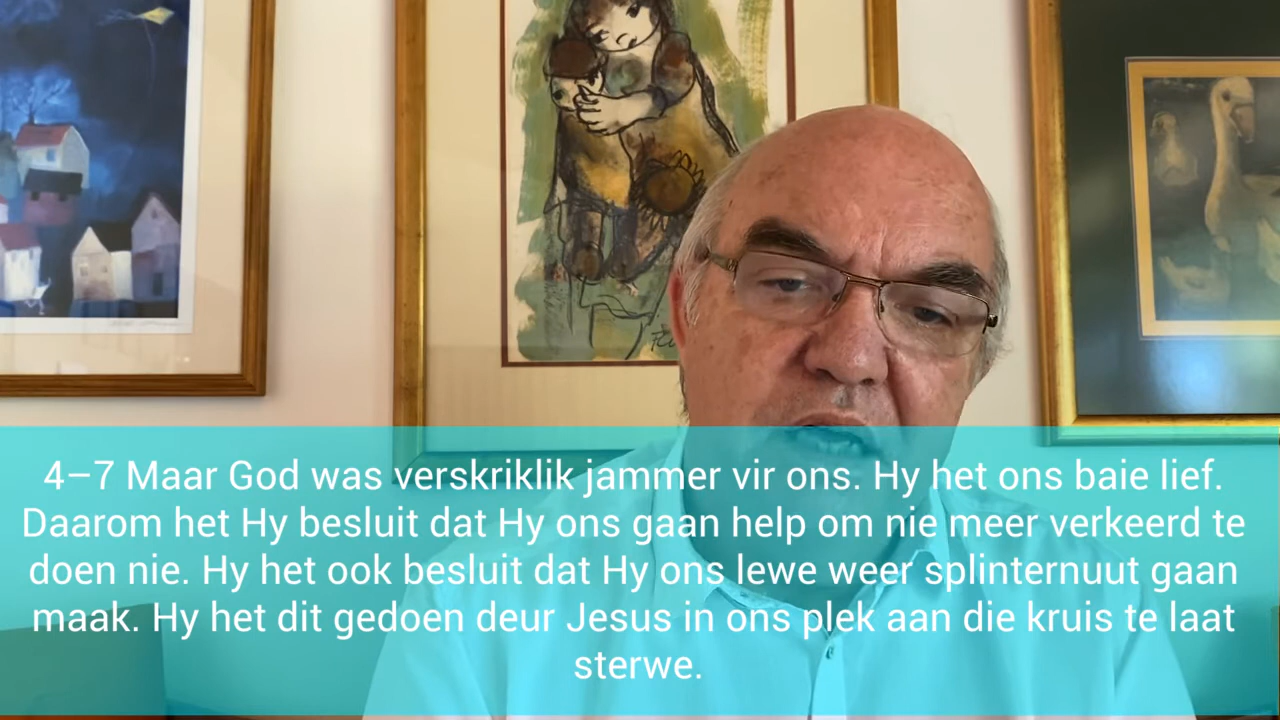 4–7 Maar God was verskriklik jammer vir ons. Hy het ons baie lief.
Daarom het Hy besluit dat Hy ons gaan help om nie meer verkeerd te
doen nie. Hy het ook besluit dat Hy ons lewe weer splinternuut gaan
maak. Hy het dit gedoen deur Jesus in ons plek aan die kruis te laat
sterwe.